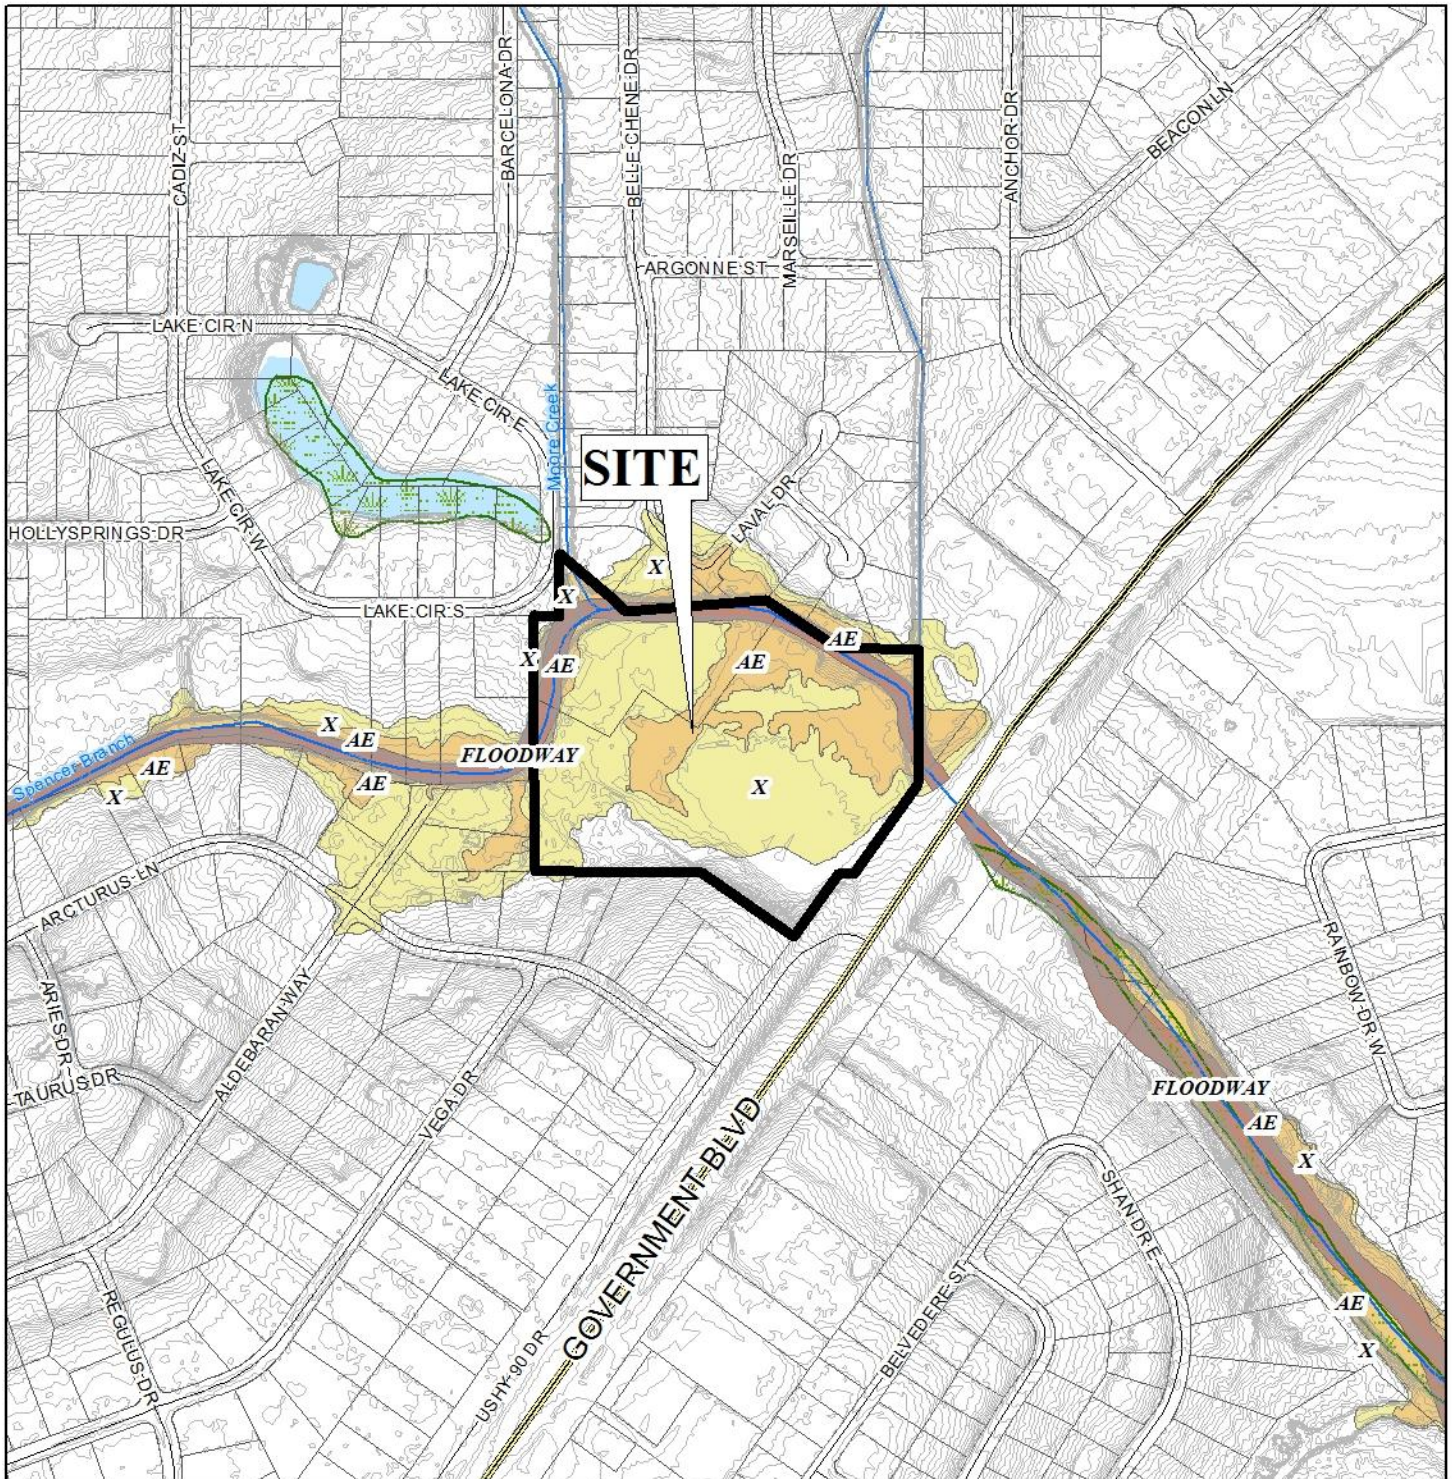 CADIZ ST
BARCELONA DR
BELLE CHENE DR
MARSEILLE DR
ANCHOR DR
BEACON LN
ARGONNE ST
LAKE CIR N
LAKE CIR E
Moore Creek
SITE
LAKE CIR W
HOLLYSPRINGS DR
LAVAL DR
X
X
LAKE CIR S
AE
X
AE
AE
X
AE
FLOODWAY
Spencer Branch
AE
AE
X
X
ARCTURUS LN
ARIES DR
ALDEBARAN WAY
RAINBOW DR W
TAURUS DR
VEGA DR
FLOODWAY
AE
X
GOVERNMENT BLVD
SHAN DR E
REGULUS DR
BELVEDERE ST
USHY 90 DR
AE
X